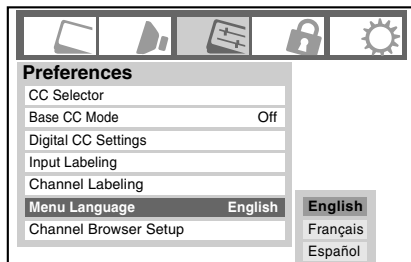 Preferences
CC Selector
Base CC Mode Off
Digital CC Settings
Input Labeling
Channel Labeling
Menu Language English
Channel Browser Setup
English
Français
Español